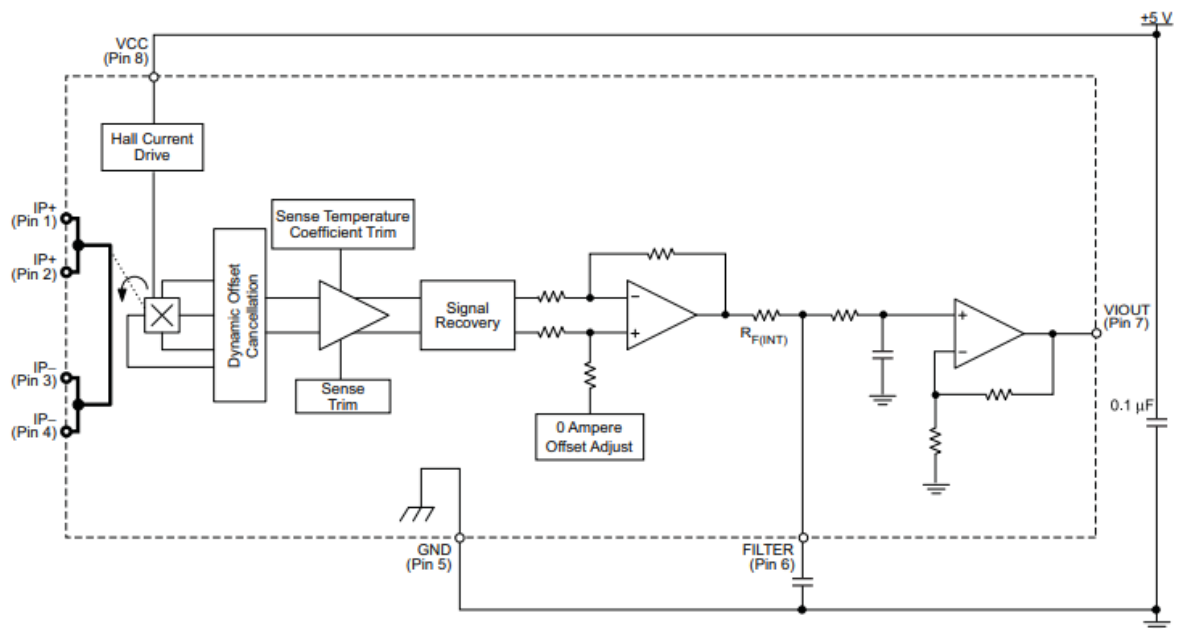 +5 V
VCC
(Pin 8)
Hall Current
Drive
IP+
(Pin 1)
IP+
(Pin 2)
IP–
(Pin 3)
IP–
(Pin 4)
Dynamic Offset
Cancellation
Sense Temperature
Coefficient Trim
Sense
Trim
Signal
Recovery
0 Ampere
Offset Adjust
−
+
RF(INT)
+
−
VIOUT
(Pin 7)
0.1 µF
GND
(Pin 5)
FILTER
(Pin 6)